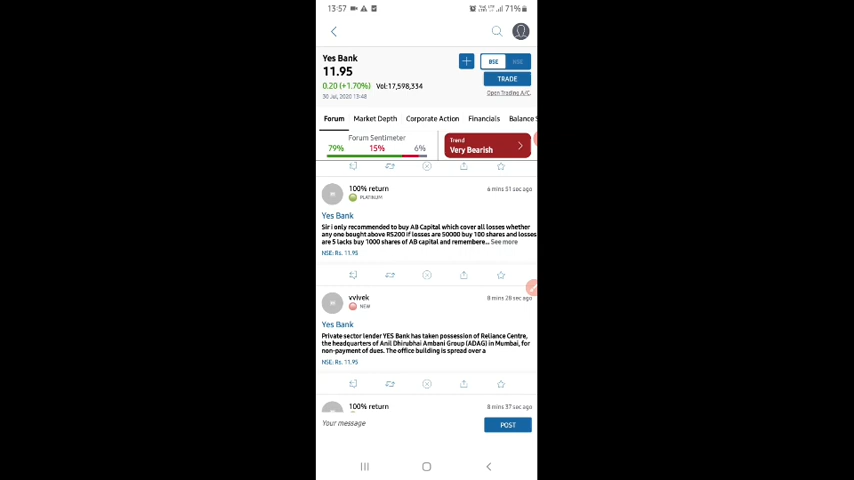 13:57 71%
Yes Bank
BSE NSE
11.95
TRADE
0.20 (+1.70%) Vol:17,598,334
Open Trading A/C.
30 Jul, 2020 13:48
Forum Market Depth Corporate Action Financials Balance S
Forum Sentimeter
79% 15% 6%
Trend
Very Bearish
100% return 6 mins 51 sec ago
PLATINUM
Yes Bank
Sir i only recommended to buy AB Capital which cover all losses whether
any one bought above RS200 if losses are 50000 buy 100 shares and losses
are 5 lacks buy 1000 shares of AB capital and remembere... See more
NSE: Rs. 11.95
vvivek 8 mins 28 sec ago
NEW
Yes Bank
Private sector lender YES Bank has taken possession of Reliance Centre,
the headquarters of Anil Dhirubhai Ambani Group (ADAG) in Mumbai, for
non-payment of dues. The office building is spread over a
NSE: Rs. 11.95
100% return 8 mins 37 sec ago
Your message
POST